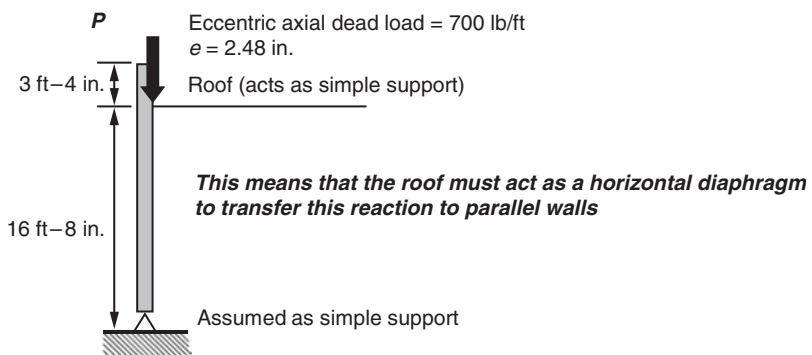 P
Eccentric axial dead load = 700 lb/ft
e = 2.48 in.
3 ft–4 in.
Roof (acts as simple support)
This means that the roof must act as a horizontal diaphragm
to transfer this reaction to parallel walls
16 ft–8 in.
Assumed as simple support